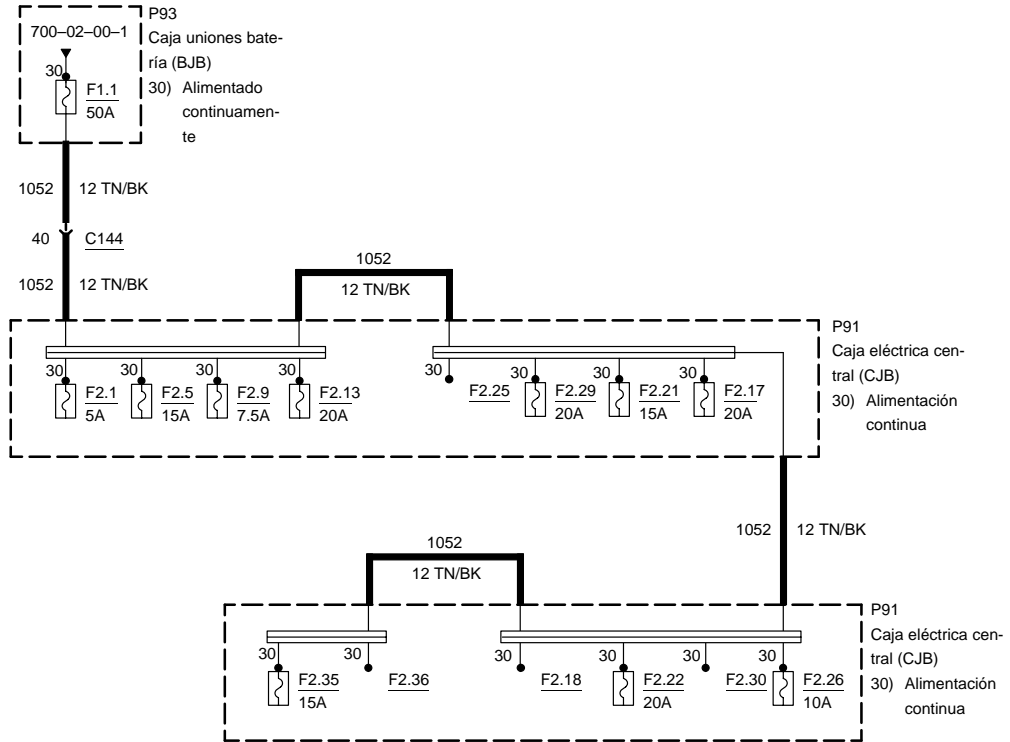 P93
700–02–00–1
Caja uniones bate-
ría (BJB)
30) Alimentado
continuamen-
te
30
F1.1
50A
1052 12 TN/BK
40 C144
1052 12 TN/BK
1052
12 TN/BK
P91
Caja eléctrica cen-
tral (CJB)
30) Alimentación
continua
30 30 30 30 30 30 30 30
F2.1 F2.5 F2.9 F2.13 F2.25 F2.29 F2.21 F2.17
5A 15A 7.5A 20A 20A 15A 20A
1052 12 TN/BK
1052
12 TN/BK
P91
Caja eléctrica cen-
tral (CJB)
30) Alimentación
continua
30 30 30 30 30 30
F2.35 F2.36 F2.18 F2.22 F2.30 F2.26
15A 20A 10A